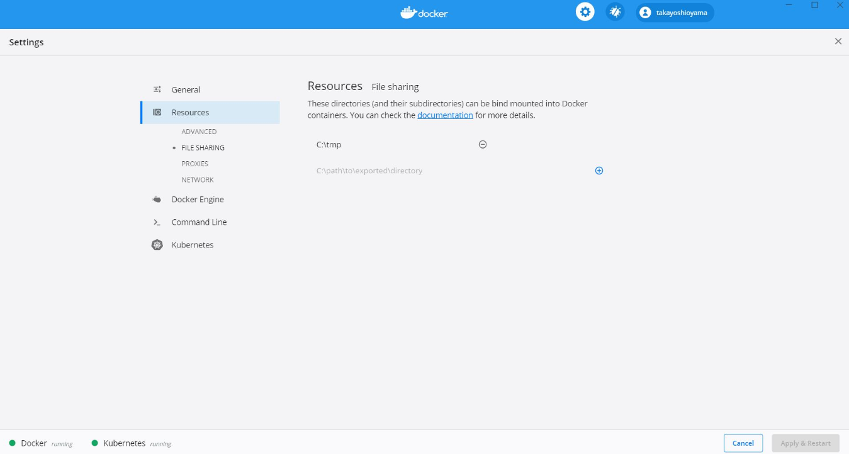 docker
takayoshioyama
Settings
General
Resources
ADVANCED
FILE SHARING
PROXIES
NETWORK
Docker Engine
Command Line
Kubernetes
Resources File sharing
These directories (and their subdirectories) can be bind mounted into Docker
containers. You can check the documentation for more details.
C:\tmp
C:\path\to\exported\directory
Docker running
Kubernetes running
Cancel
Apply & Restart